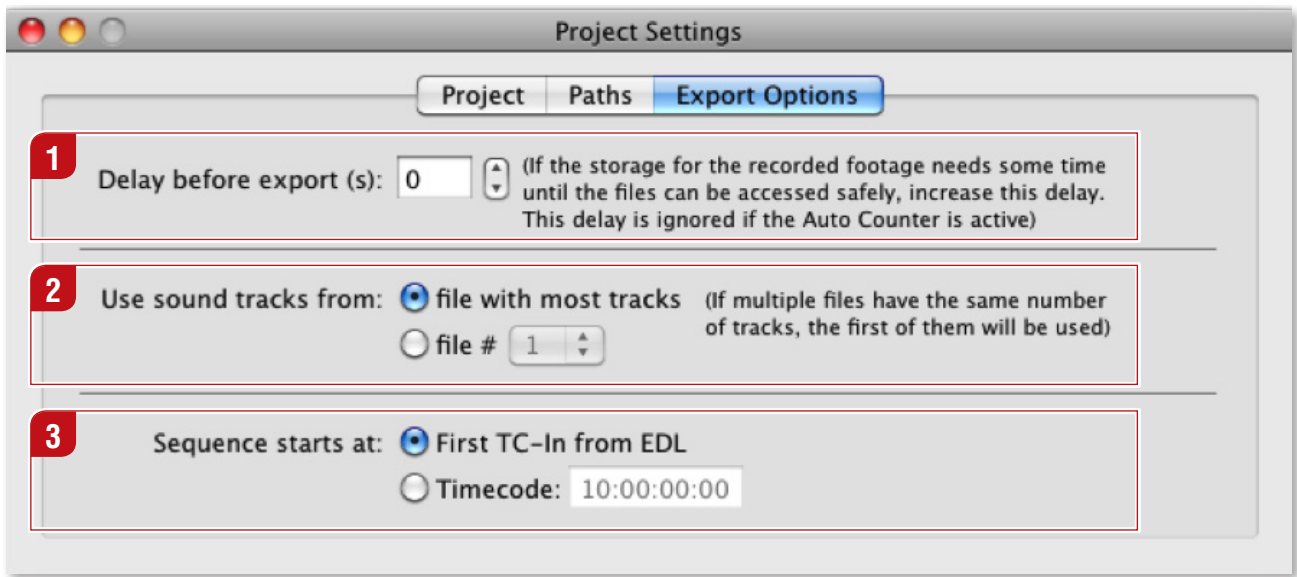 Project Settings
Project Paths Export Options
1
Delay before export (s): 0 (If the storage for the recorded footage needs some time
until the files can be accessed safely, increase this delay.
This delay is ignored if the Auto Counter is active)
2
Use sound tracks from: file with most tracks (If multiple files have the same number
of tracks, the first of them will be used)
file # 1
3
Sequence starts at: First TC-In from EDL
Timecode: 10:00:00:00